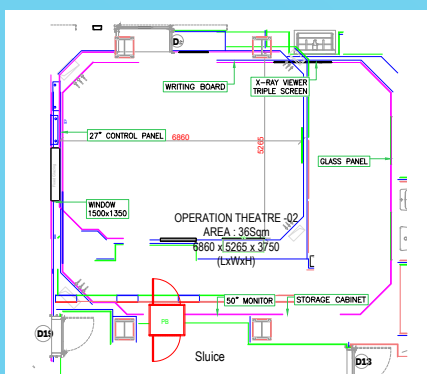 WRITING BOARD
X-RAY VIEWER
TRIPLE SCREEN
27" CONTROL PANEL
6860
5265
GLASS PANEL
WINDOW
1500x1350
OPERATION THEATRE -02
AREA : 36Sqm
6860 x 5265 x 3750
(LxWxH)
50" MONITOR
STORAGE CABINET
PB
D19
Sluice
D13